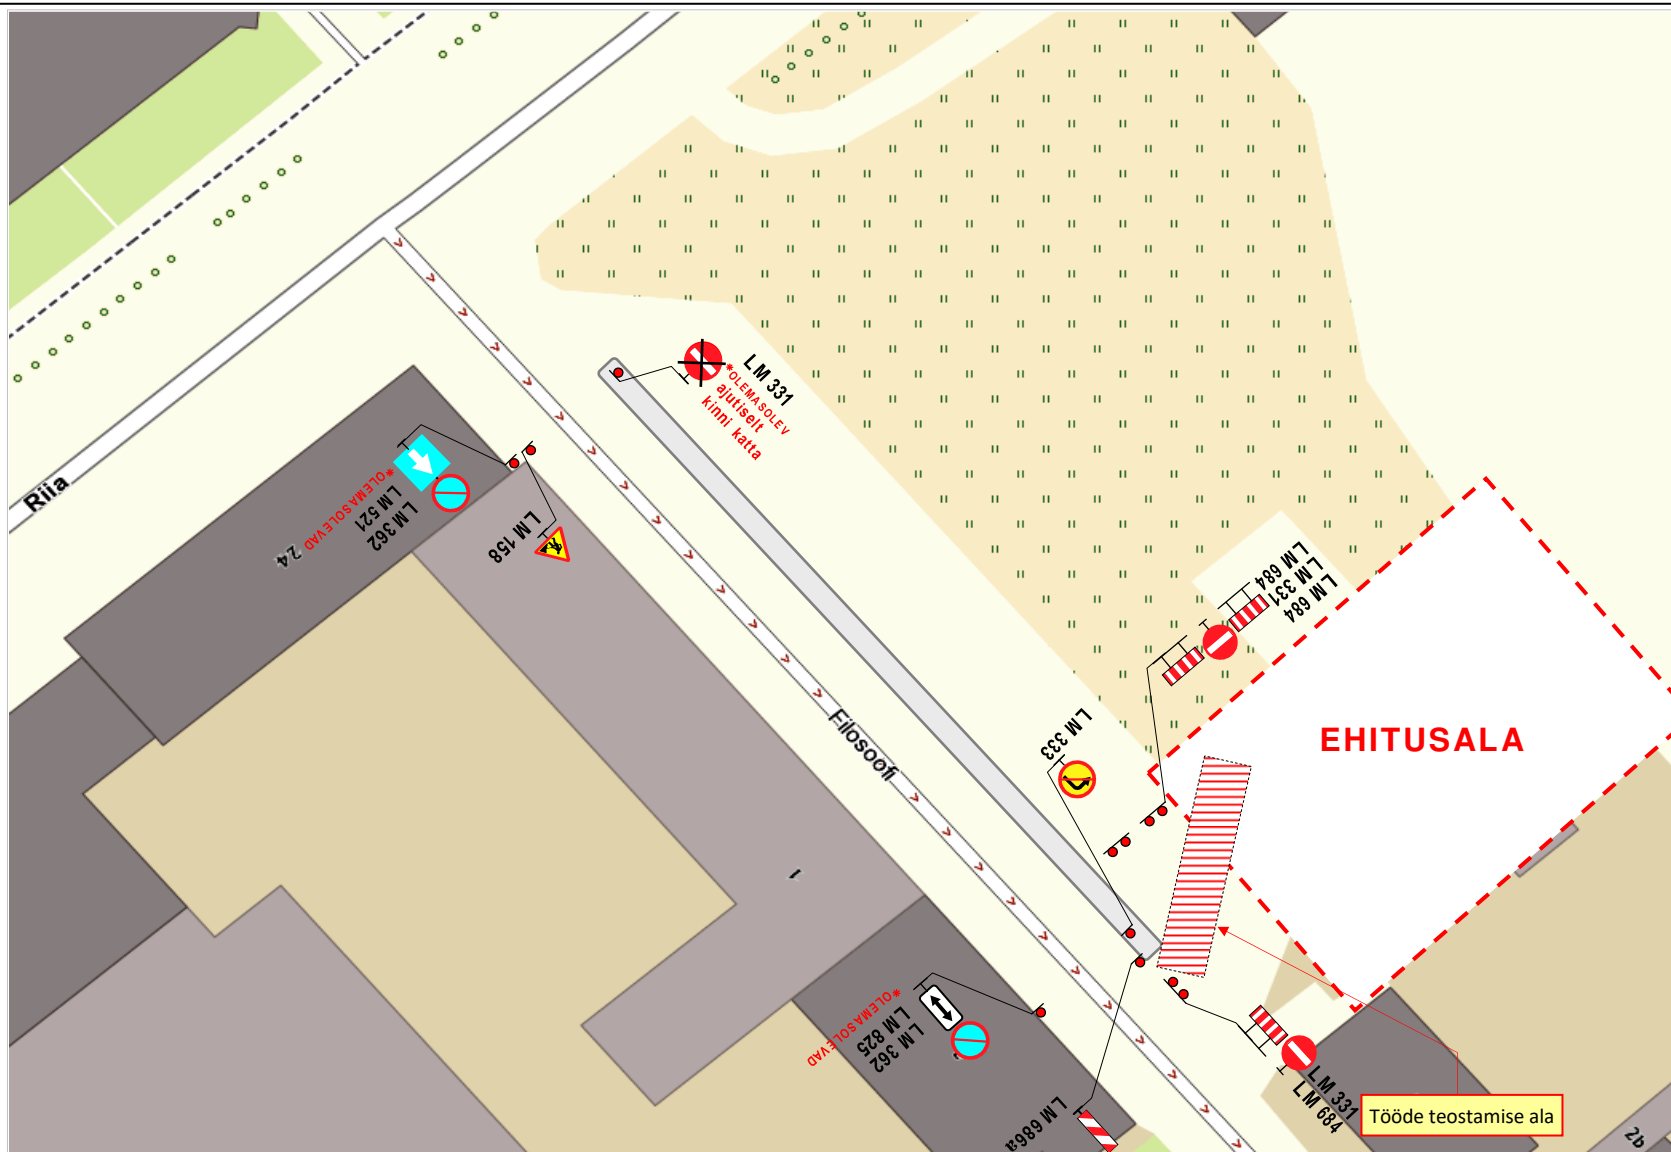 Riia
24
*OLEMASOLEVAD
LM 521
LM 362
LM 158
LM 331
*OLEMASOLEV
ajutiselt
kinni katta
Filosoofi
1
LM 333
LM 684
LM 331
LM 684
EHITUSALA
*OLEMASOLEVAD
LM 825
LM 362
LM 686a
LM 331
LM 684
Tööde teostamise ala
2b